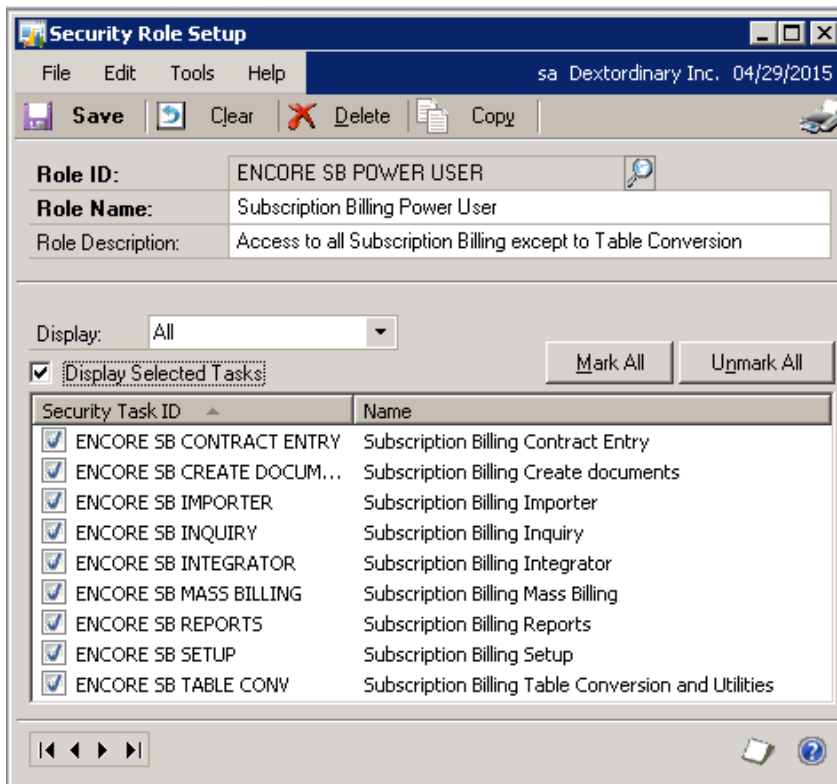 Security Role Setup
File Edit Tools Help sa Dextordinary Inc. 04/29/2015
Save Clear Delete Copy
Role ID: ENCORE SB POWER USER
Role Name: Subscription Billing Power User
Role Description: Access to all Subscription Billing except to Table Conversion
Display: All
Display Selected Tasks Mark All Unmark All
Security Task ID Name
ENCORE SB CONTRACT ENTRY Subscription Billing Contract Entry
ENCORE SB CREATE DOCUM... Subscription Billing Create documents
ENCORE SB IMPORTER Subscription Billing Importer
ENCORE SB INQUIRY Subscription Billing Inquiry
ENCORE SB INTEGRATOR Subscription Billing Integrator
ENCORE SB MASS BILLING Subscription Billing Mass Billing
ENCORE SB REPORTS Subscription Billing Reports
ENCORE SB SETUP Subscription Billing Setup
ENCORE SB TABLE CONV Subscription Billing Table Conversion and Utilities